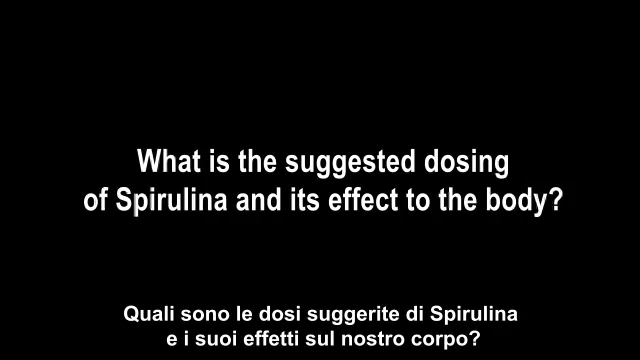 What is the suggested dosing
of Spirulina and its effect to the body?
Quali sono le dosi suggerite di Spirulina
e i suoi effetti sul nostro corpo?